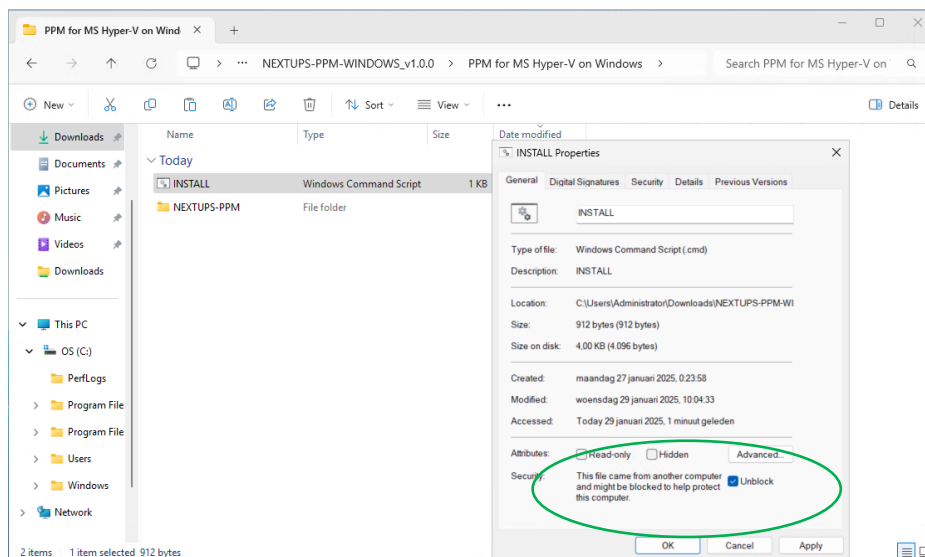 PPM for MS Hyper-V on Wind
NEXTUPS-PPM-WINDOWS_v1.0.0 > PPM for MS Hyper-V on Windows >
Search PPM for MS Hyper-V on
New
Sort
View
Details
Downloads
Documents
Pictures
Music
Videos
Downloads
This PC
OS (C:)
PerfLogs
Program File
Program File
Users
Windows
Network
Name Type Size Date modified
Today
INSTALL Windows Command Script 1 KB
NEXTUPS-PPM File folder
INSTALL Properties
General Digital Signatures Security Details Previous Versions
INSTALL
Type of file: Windows Command Script (.cmd)
Description: INSTALL
Location: C:\Users\Administrator\Downloads\NEXTUPS-PPM-WI
Size: 912 bytes (912 bytes)
Size on disk: 4,00 KB (4.096 bytes)
Created: maandag 27 januari 2025, 0:23:58
Modified: woensdag 29 januari 2025, 10:04:33
Accessed: Today 29 januari 2025, 1 minuut geleden
Attributes: Read-only Hidden Advanced...
Security: This file came from another computer
and might be blocked to help protect
this computer.
Unblock
OK Cancel Apply
2 items 1 item selected 912 bytes